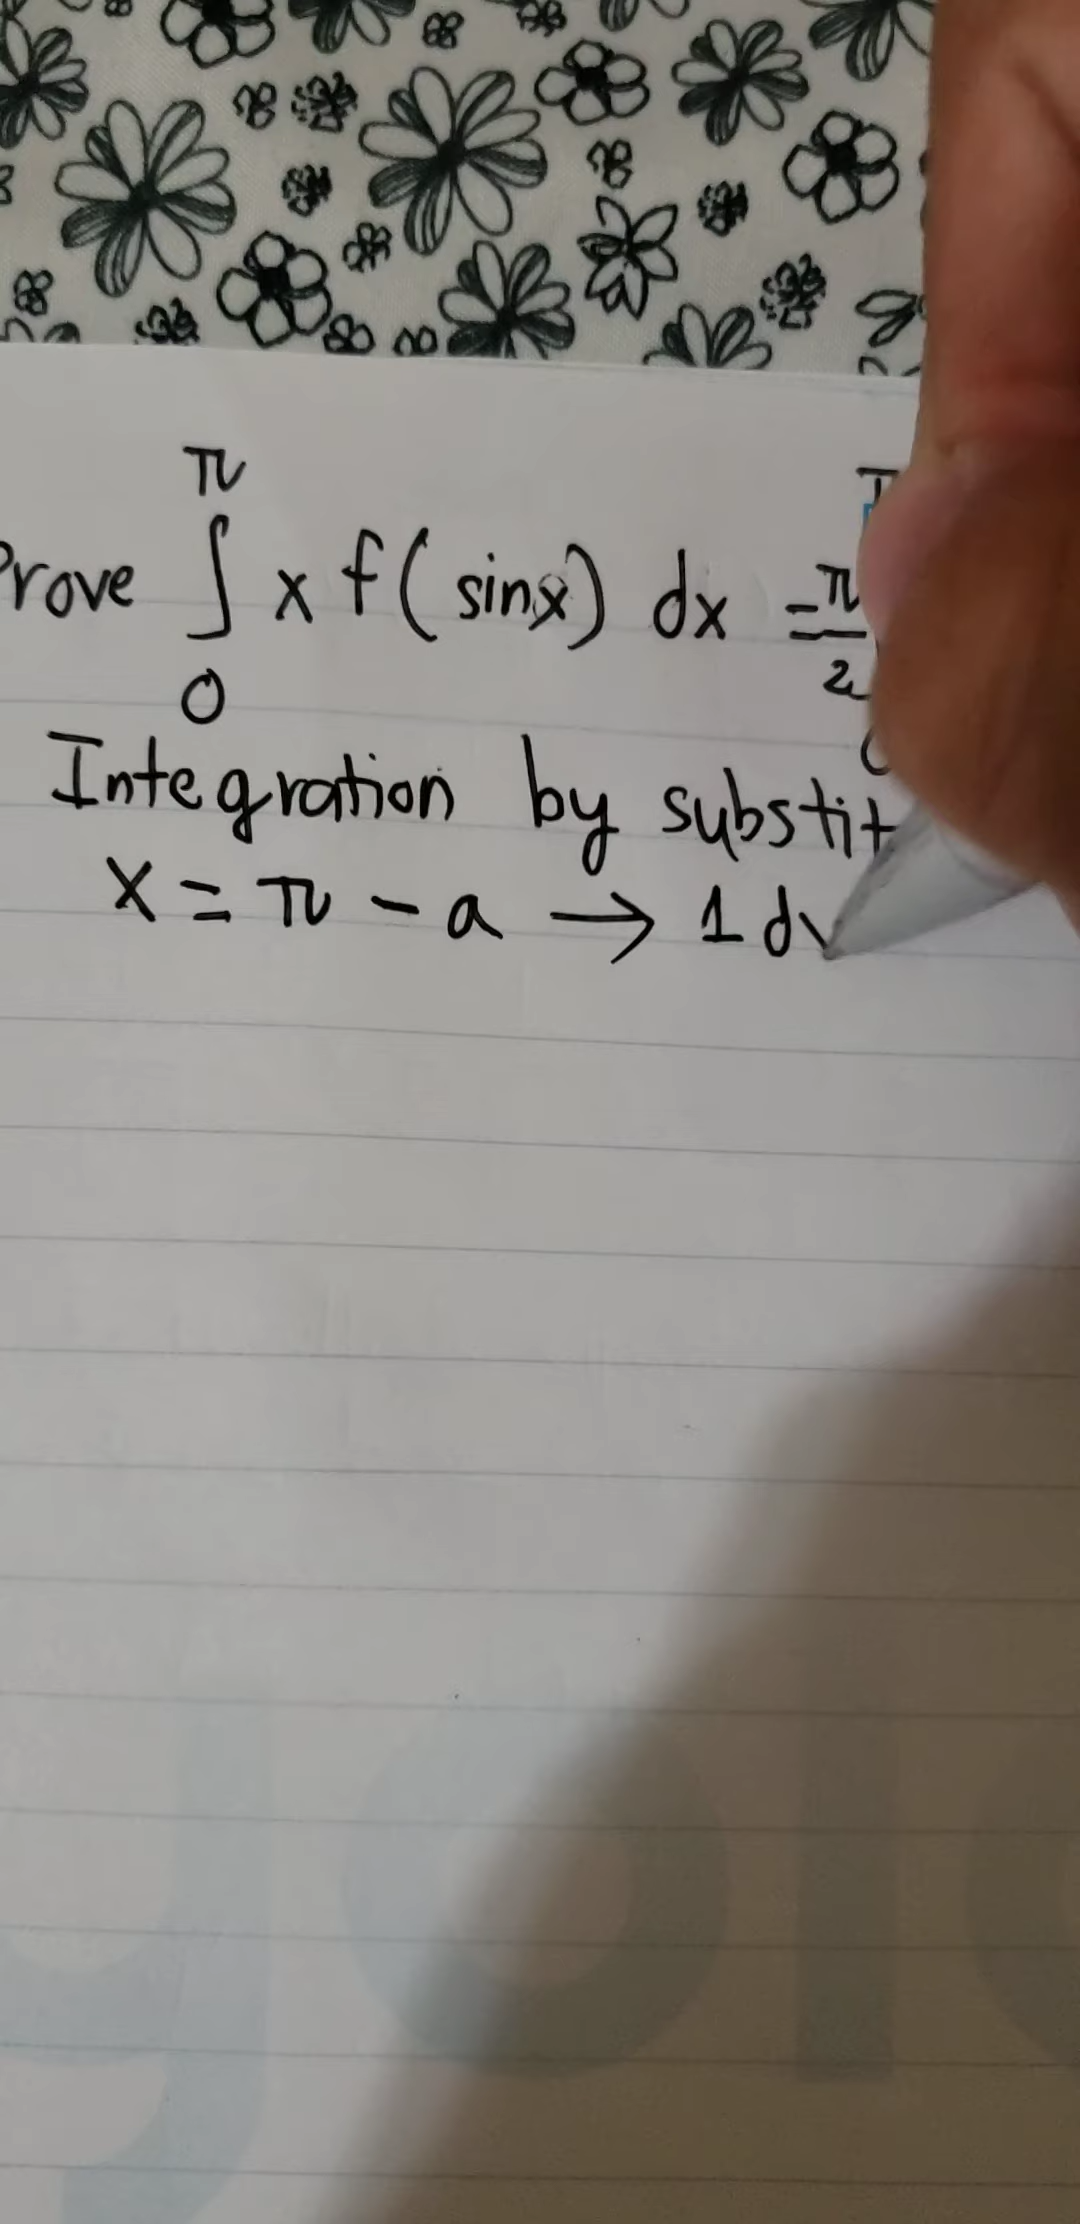 Prove ∫₀^π x f(sinx) dx = π/2
Integration by substit
x = π - a → 1 d